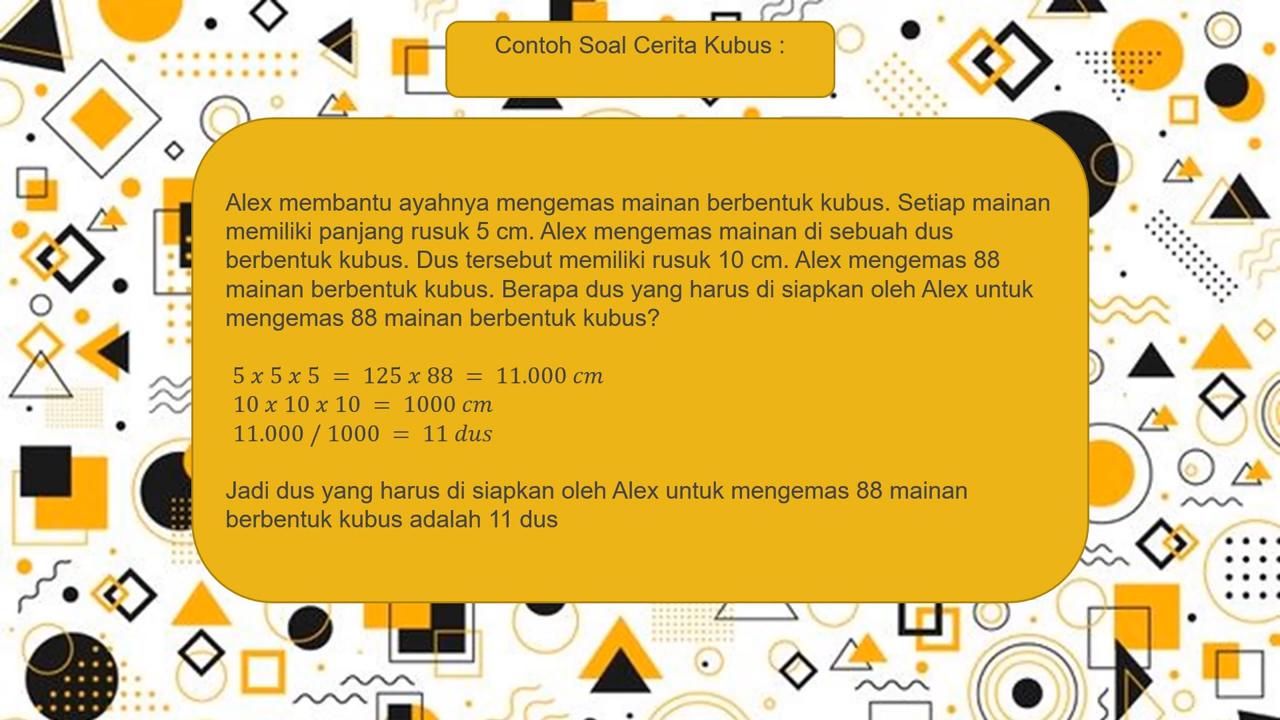 Contoh Soal Cerita Kubus :
Alex membantu ayahnya mengemas mainan berbentuk kubus. Setiap mainan
memiliki panjang rusuk 5 cm. Alex mengemas mainan di sebuah dus
berbentuk kubus. Dus tersebut memiliki rusuk 10 cm. Alex mengemas 88
mainan berbentuk kubus. Berapa dus yang harus di siapkan oleh Alex untuk
mengemas 88 mainan berbentuk kubus?
5 x 5 x 5 = 125 x 88 = 11.000 cm
10 x 10 x 10 = 1000 cm
11.000 / 1000 = 11 dus
Jadi dus yang harus di siapkan oleh Alex untuk mengemas 88 mainan
berbentuk kubus adalah 11 dus